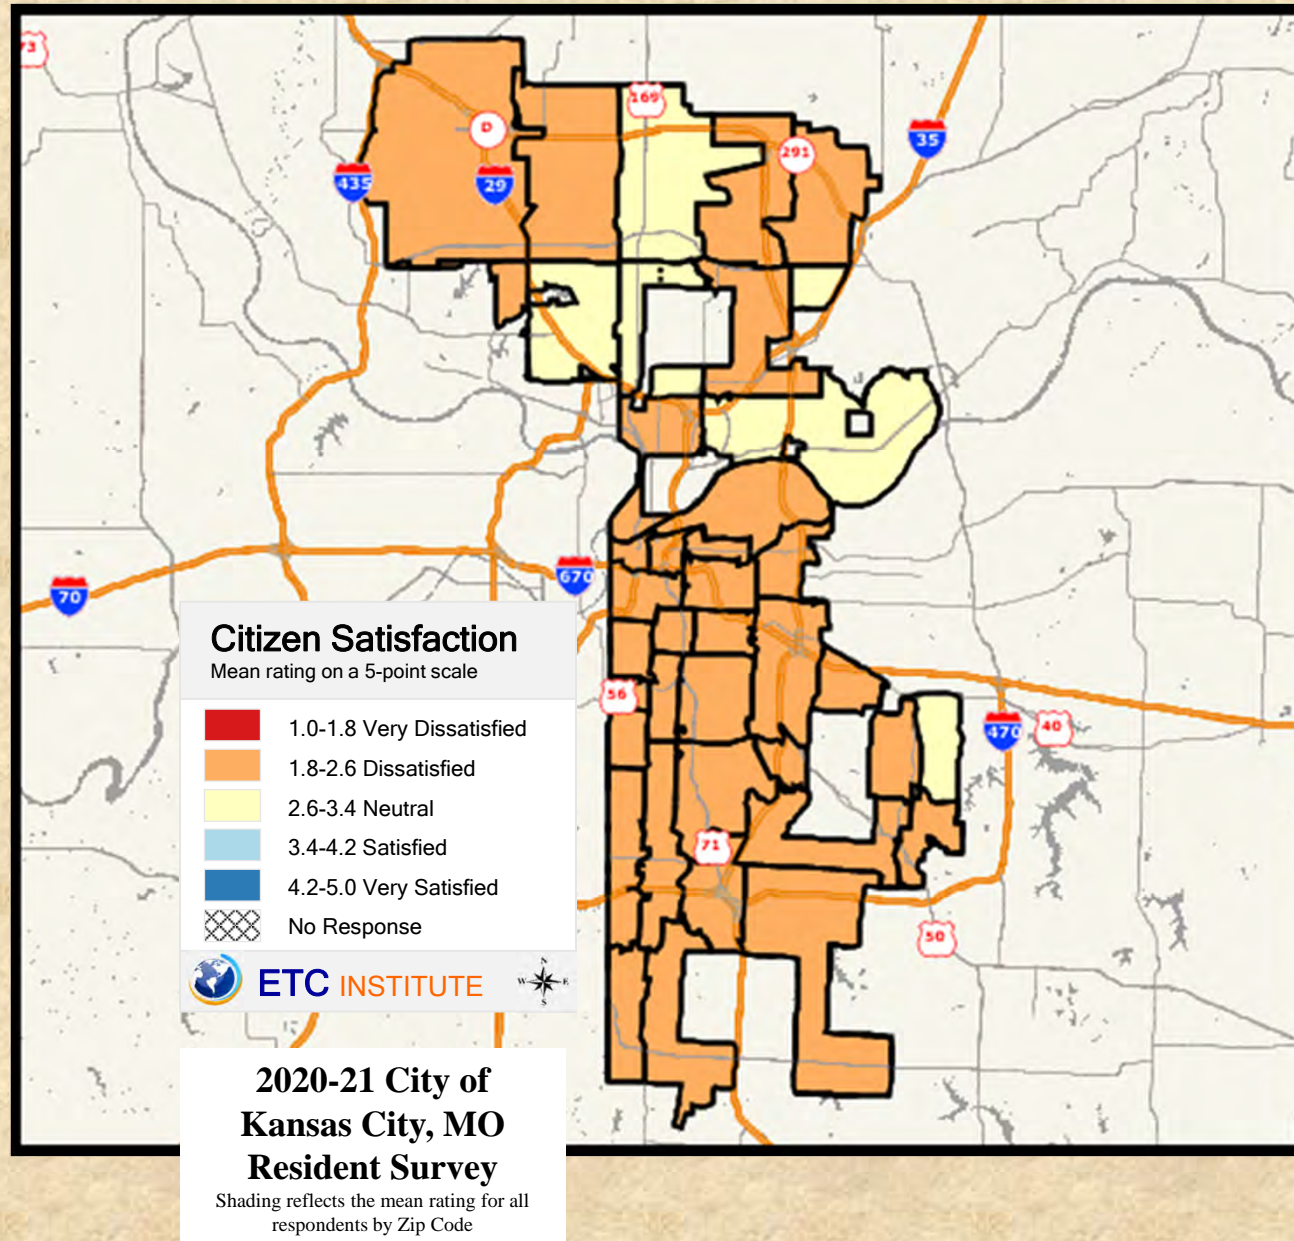 73
169
D
291
35
435
29
70
670
56
470
40
71
50
Citizen Satisfaction
Mean rating on a 5-point scale
1.0-1.8 Very Dissatisfied
1.8-2.6 Dissatisfied
2.6-3.4 Neutral
3.4-4.2 Satisfied
4.2-5.0 Very Satisfied
No Response
ETC INSTITUTE
N
W E
S
2020-21 City of
Kansas City, MO
Resident Survey
Shading reflects the mean rating for all
respondents by Zip Code